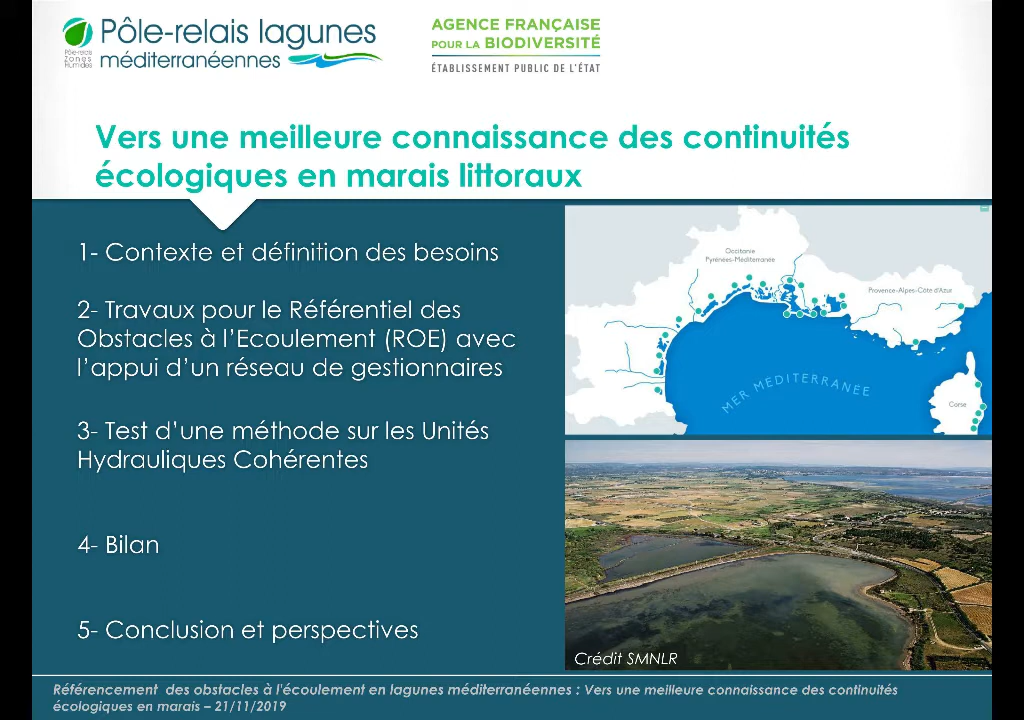 Pôle-relais lagunes
méditerranéennes
Pôle-relais
Zones
Humides
AGENCE FRANÇAISE
POUR LA BIODIVERSITÉ
ÉTABLISSEMENT PUBLIC DE L'ÉTAT
Vers une meilleure connaissance des continuités
écologiques en marais littoraux
1- Contexte et définition des besoins
2- Travaux pour le Référentiel des
Obstacles à l'Ecoulement (ROE) avec
l'appui d'un réseau de gestionnaires
3- Test d'une méthode sur les Unités
Hydrauliques Cohérentes
4- Bilan
5- Conclusion et perspectives
Occitanie
Pyrénées-Méditerranée
Provence-Alpes-Côte d'Azur
MER MÉDITERRANÉE
Corse
Crédit SMNLR
Référencement des obstacles à l'écoulement en lagunes méditerranéennes : Vers une meilleure connaissance des continuités
écologiques en marais – 21/11/2019